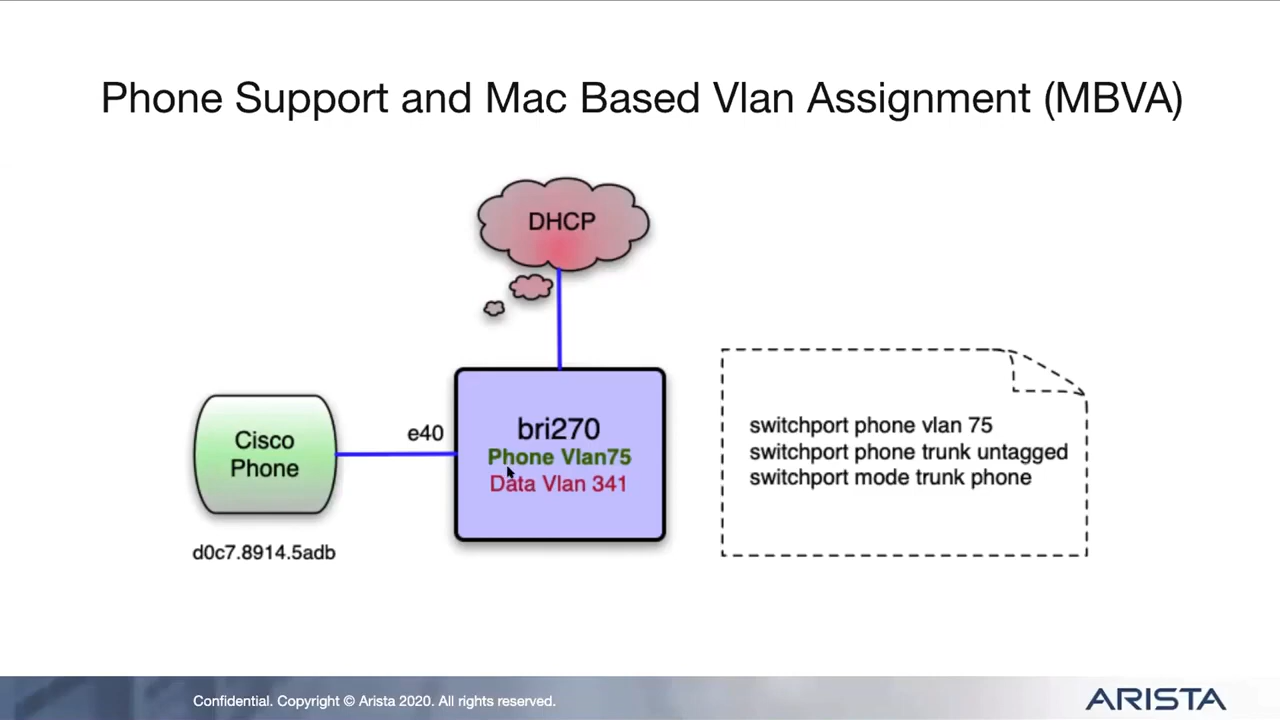 Phone Support and Mac Based Vlan Assignment (MBVA)
DHCP
Cisco
Phone
d0c7.8914.5adb
e40
bri270
Phone Vlan75
Data Vlan 341
switchport phone vlan 75
switchport phone trunk untagged
switchport mode trunk phone
Confidential. Copyright © Arista 2020. All rights reserved.
ARISTA